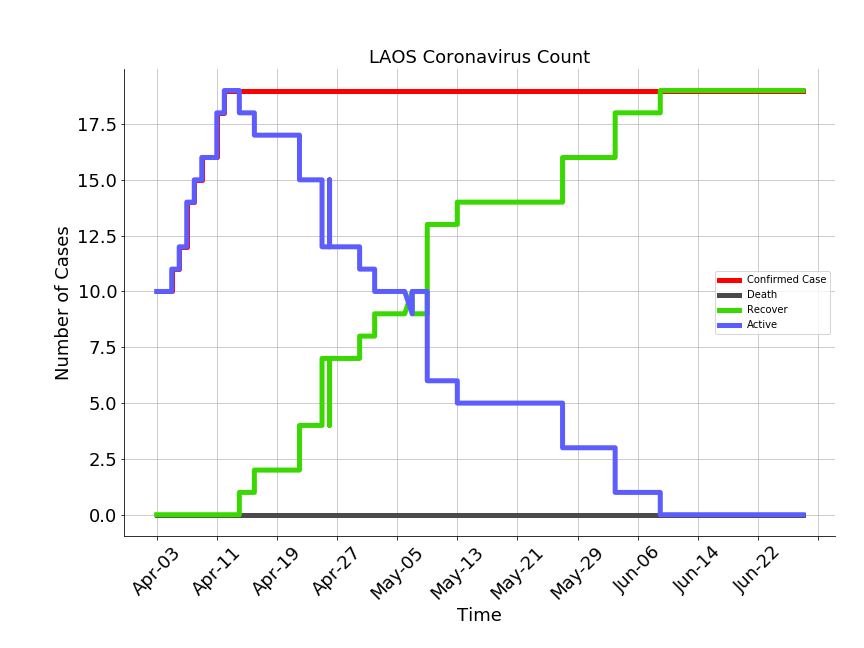 LAOS Coronavirus Count
Number of Cases
17.5
15.0
12.5
10.0
7.5
5.0
2.5
0.0
Confirmed Case
Death
Recover
Active
Apr-03
Apr-11
Apr-19
Apr-27
May-05
May-13
May-21
May-29
Jun-06
Jun-14
Jun-22
Time